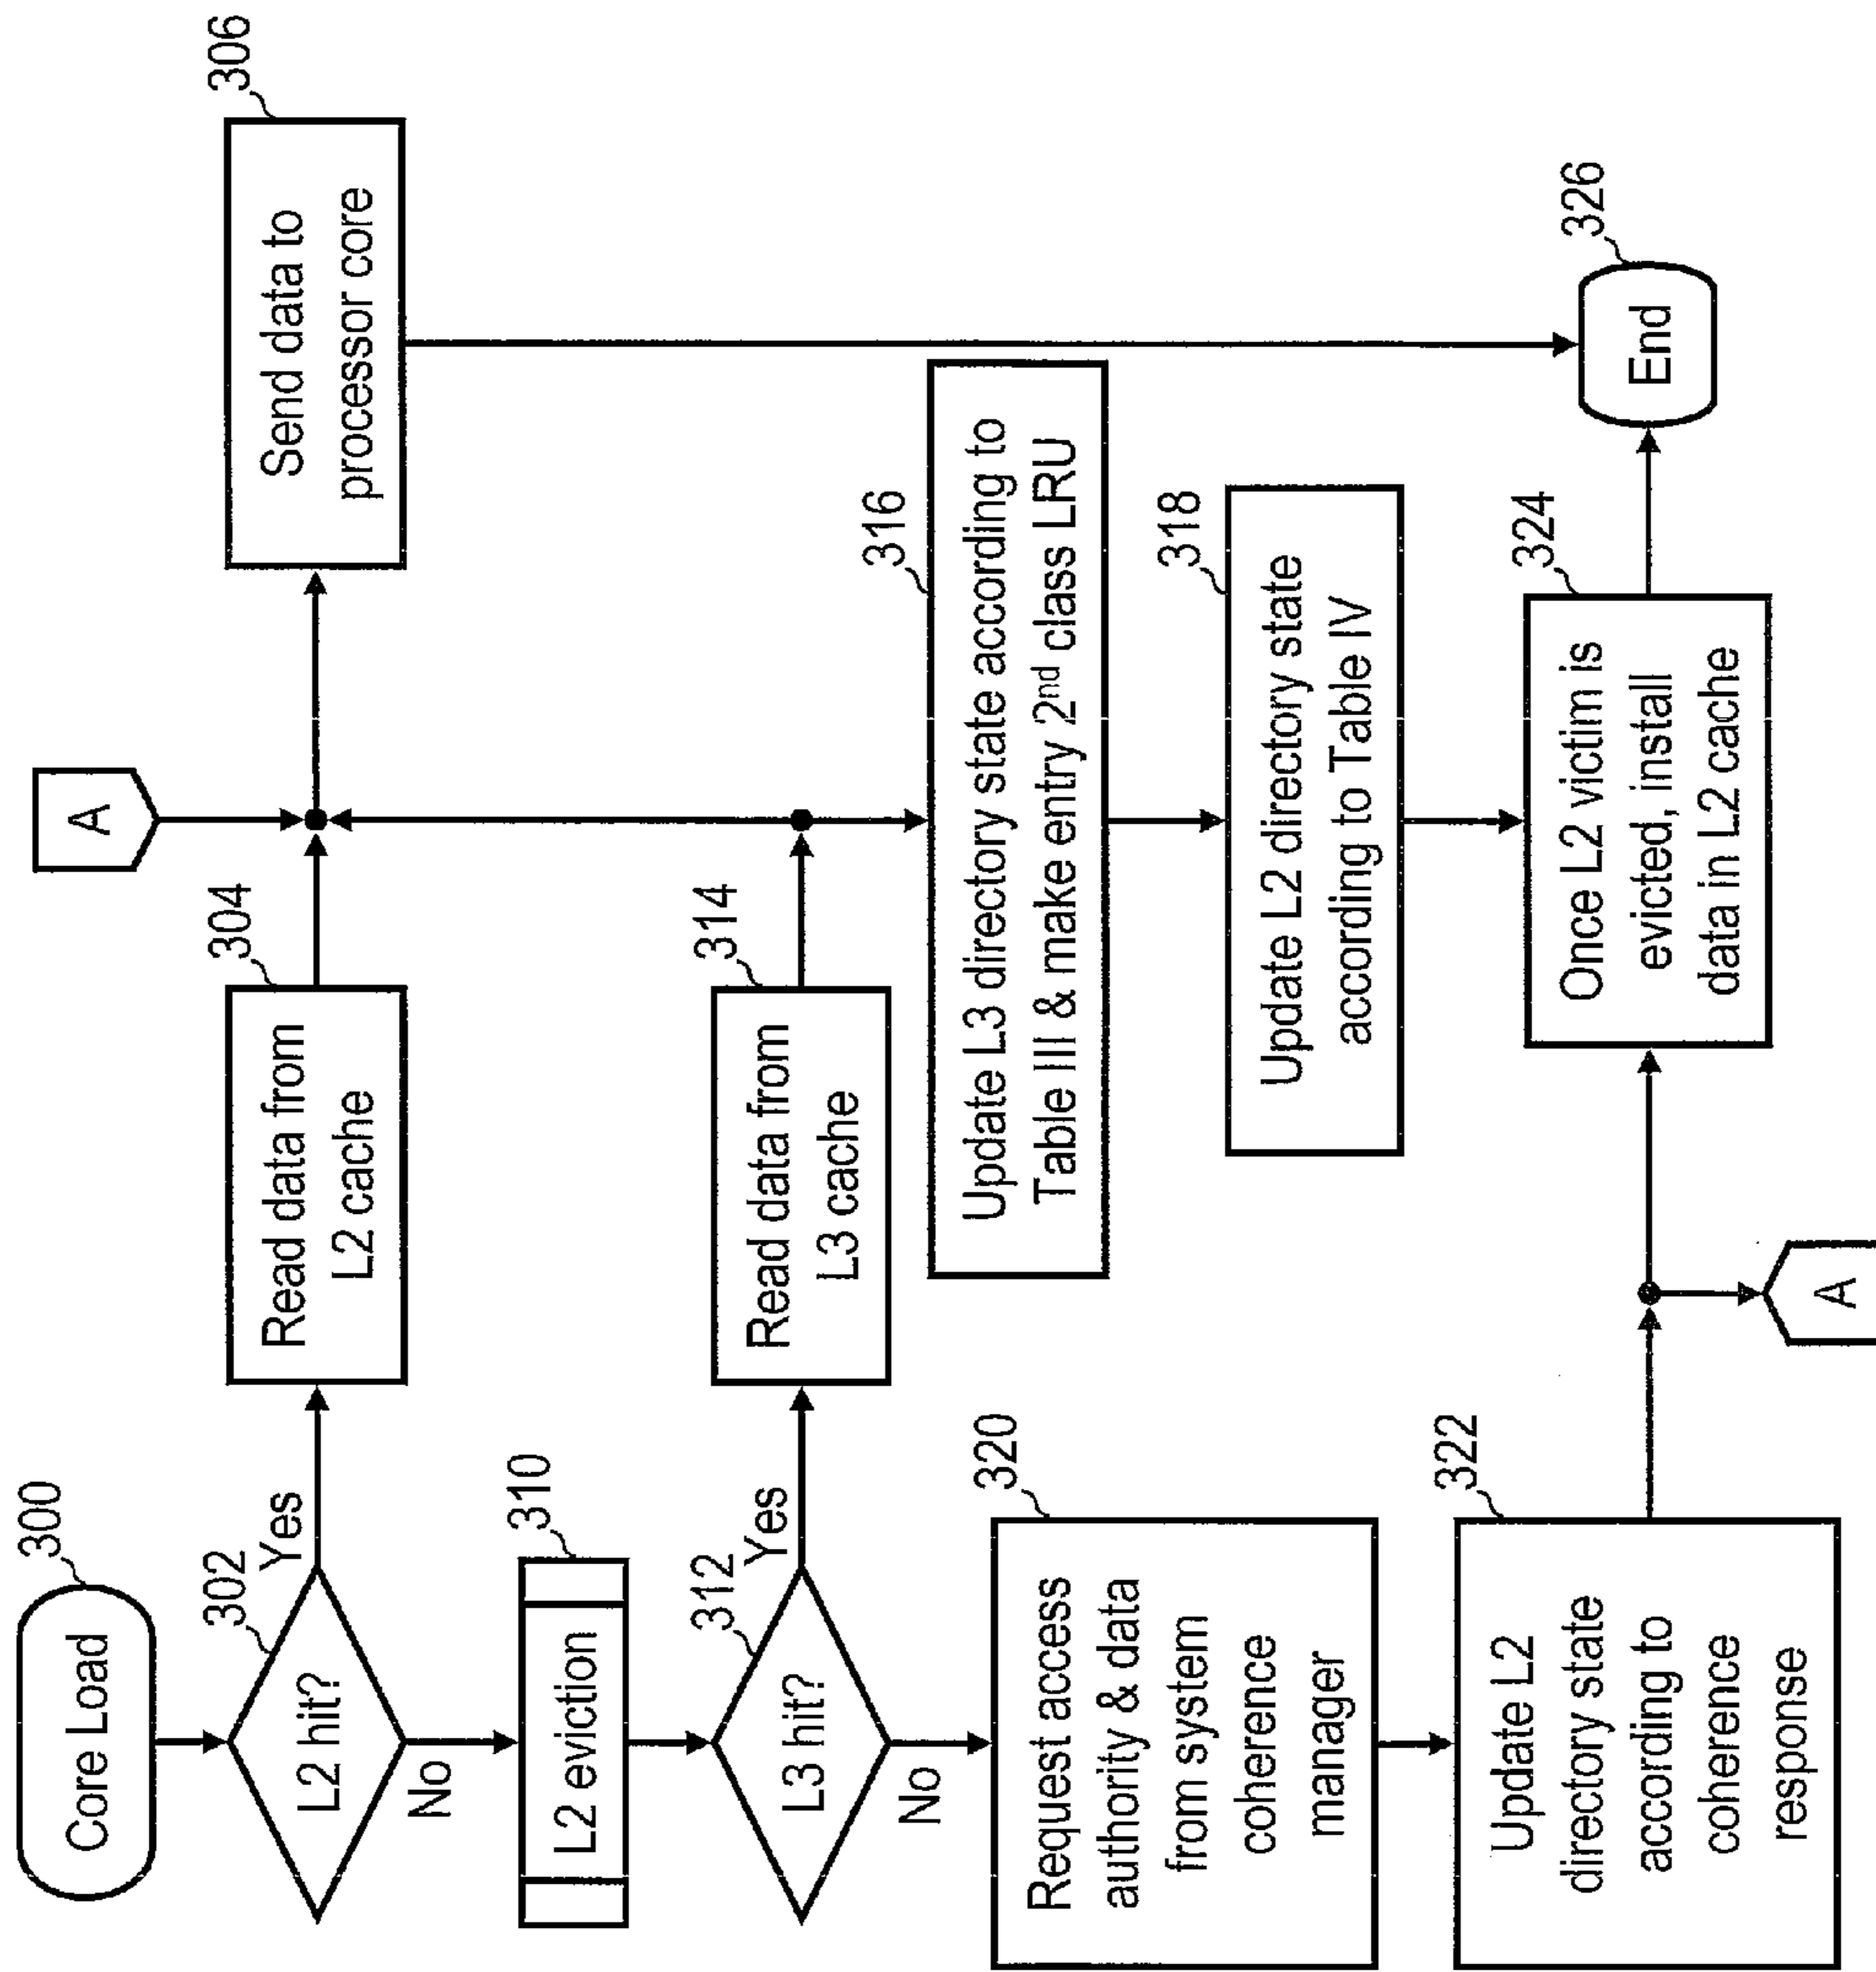 Core Load
300
L2 hit?
302
Yes
No
Read data from
L2 cache
304
A
Send data to
processor core
306
L2 eviction
310
L3 hit?
312
Yes
No
Read data from
L3 cache
314
Update L3 directory state according to
Table III & make entry 2nd class LRU
316
Update L2 directory state
according to Table IV
318
Request access
authority & data
from system
coherence
manager
320
Update L2
directory state
according to
coherence
response
322
A
Once L2 victim is
evicted, install
data in L2 cache
324
End
326